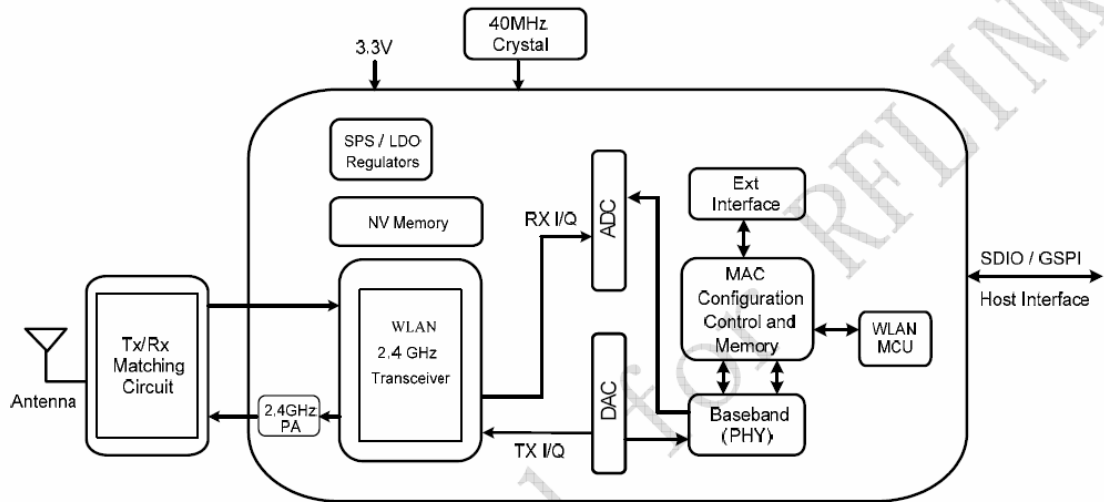 40MHz
Crystal
3.3V
SPS / LDO
Regulators
NV Memory
RX I/Q
ADC
Ext
Interface
MAC
Configuration
Control and
Memory
SDIO / GSPI
Host Interface
WLAN
MCU
Tx/Rx
Matching
Circuit
WLAN
2.4 GHz
Transceiver
Antenna
2.4GHz
PA
DAC
TX I/Q
Baseband
(PHY)
for RFLINK